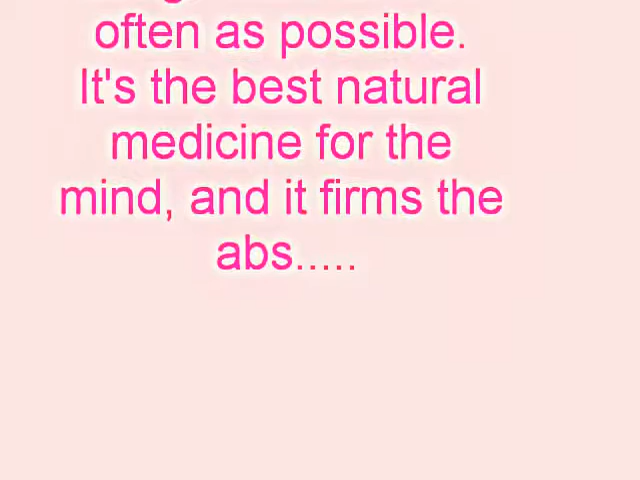 often as possible.
It's the best natural
medicine for the
mind, and it firms the
abs.....